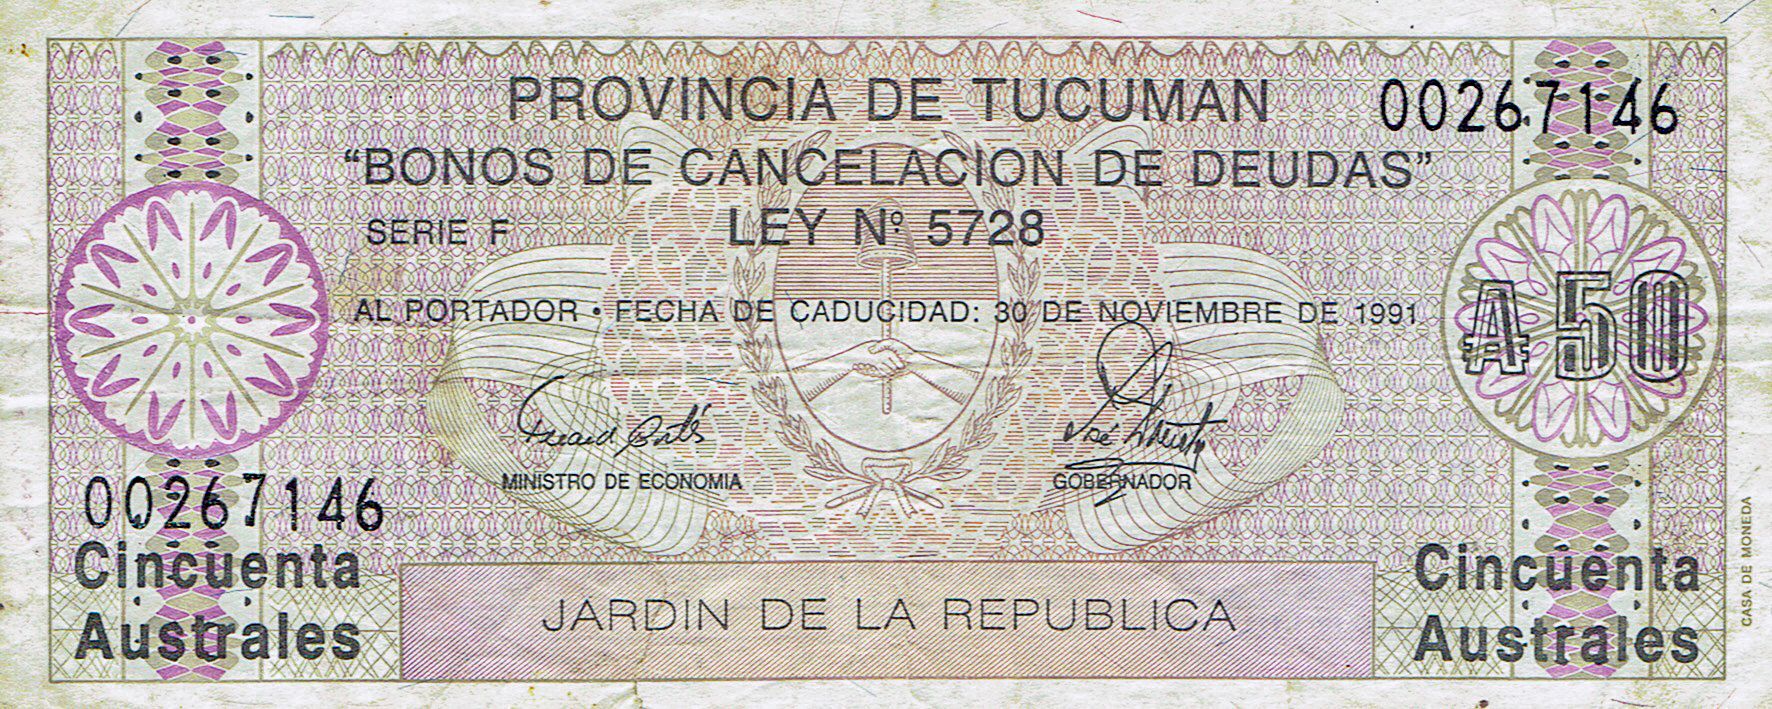 PROVINCIA DE TUCUMAN
00267146
“BONOS DE CANCELACION DE DEUDAS”
SERIE F
LEY Nº 5728
AL PORTADOR • FECHA DE CADUCIDAD: 30 DE NOVIEMBRE DE 1991
₳ 50
MINISTRO DE ECONOMIA
GOBERNADOR
00267146
Cincuenta
Australes
JARDIN DE LA REPUBLICA
Cincuenta
Australes
CASA DE MONEDA